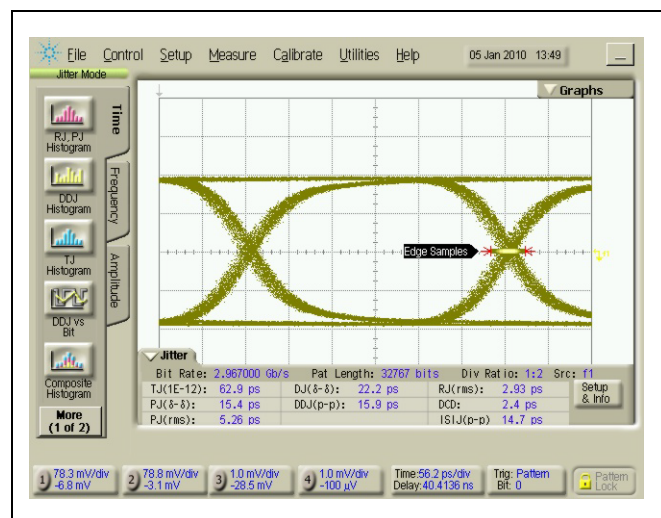 File Control Setup Measure Calibrate Utilities Help 05 Jan 2010 13:49
Jitter Mode
Graphs
Time
Frequency
Amplitude
RJ, PJ
Histogram
DDJ
Histogram
TJ
Histogram
DDJ vs
Bit
Composite
Histogram
More
(1 of 2)
Edge Samples
f1
Jitter
Bit Rate: 2.967000 Gb/s Pat Length: 32767 bits Div Ratio: 1:2 Src: f1
TJ(1E-12): 62.9 ps DJ(δ-δ): 22.2 ps RJ(rms): 2.93 ps
PJ(δ-δ): 15.4 ps DDJ(p-p): 15.9 ps DCD: 2.4 ps
PJ(rms): 5.26 ps ISIJ(p-p) 14.7 ps
Setup
& Info
1 78.3 mV/div
-6.8 mV
2 78.8 mV/div
-3.1 mV
3 1.0 mV/div
-28.5 mV
4 1.0 mV/div
-100 µV
Time:56.2 ps/div
Delay:40.4136 ns
Trig: Pattern
Bit: 0
Pattern
Lock